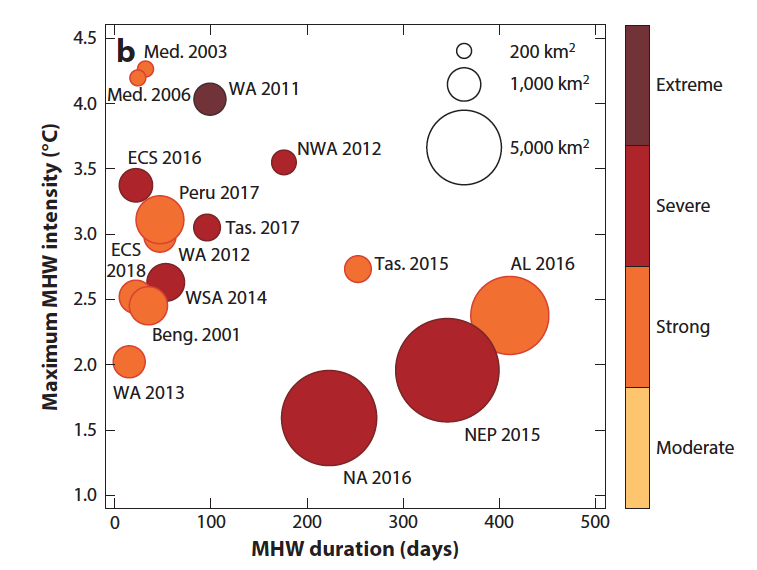 b
Med. 2003
Med. 2006
WA 2011
NWA 2012
ECS 2016
Peru 2017
Tas. 2017
WA 2012
ECS
2018
WSA 2014
Beng. 2001
WA 2013
Tas. 2015
AL 2016
NEP 2015
NA 2016
200 km²
1,000 km²
5,000 km²
Extreme
Severe
Strong
Moderate
Maximum MHW intensity (°C)
4.5
4.0
3.5
3.0
2.5
2.0
1.5
1.0
0 100 200 300 400 500
MHW duration (days)